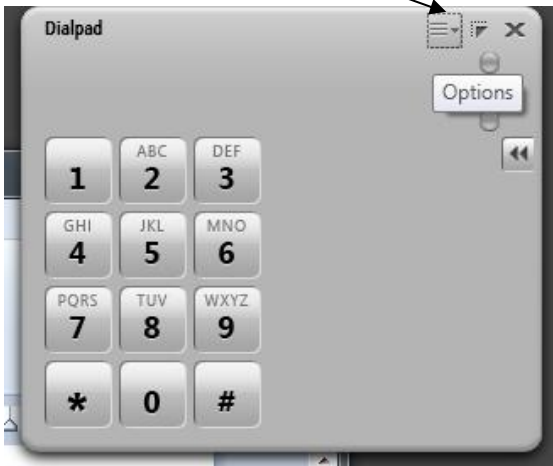 Dialpad
Options
ABC DEF
1 2 3
GHI JKL MNO
4 5 6
PQRS TUV WXYZ
7 8 9
* 0 #